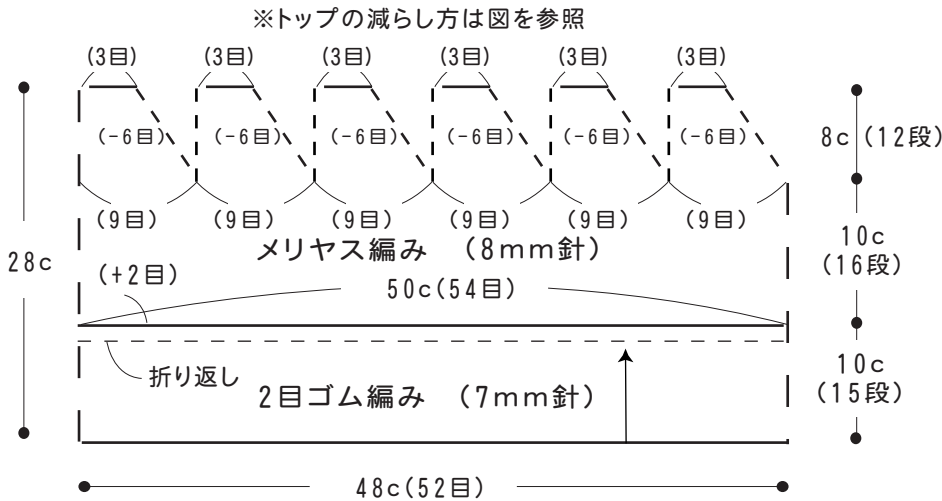 ※トップの減らし方は図を参照
(3目) (3目) (3目) (3目) (3目) (3目)
(-6目) (-6目) (-6目) (-6目) (-6目) (-6目)
8c (12段)
(9目) (9目) (9目) (9目) (9目) (9目)
メリヤス編み (8mm針)
10c
(16段)
28c
(+2目)
50c(54目)
折り返し
2目ゴム編み (7mm針)
10c
(15段)
48c(52目)